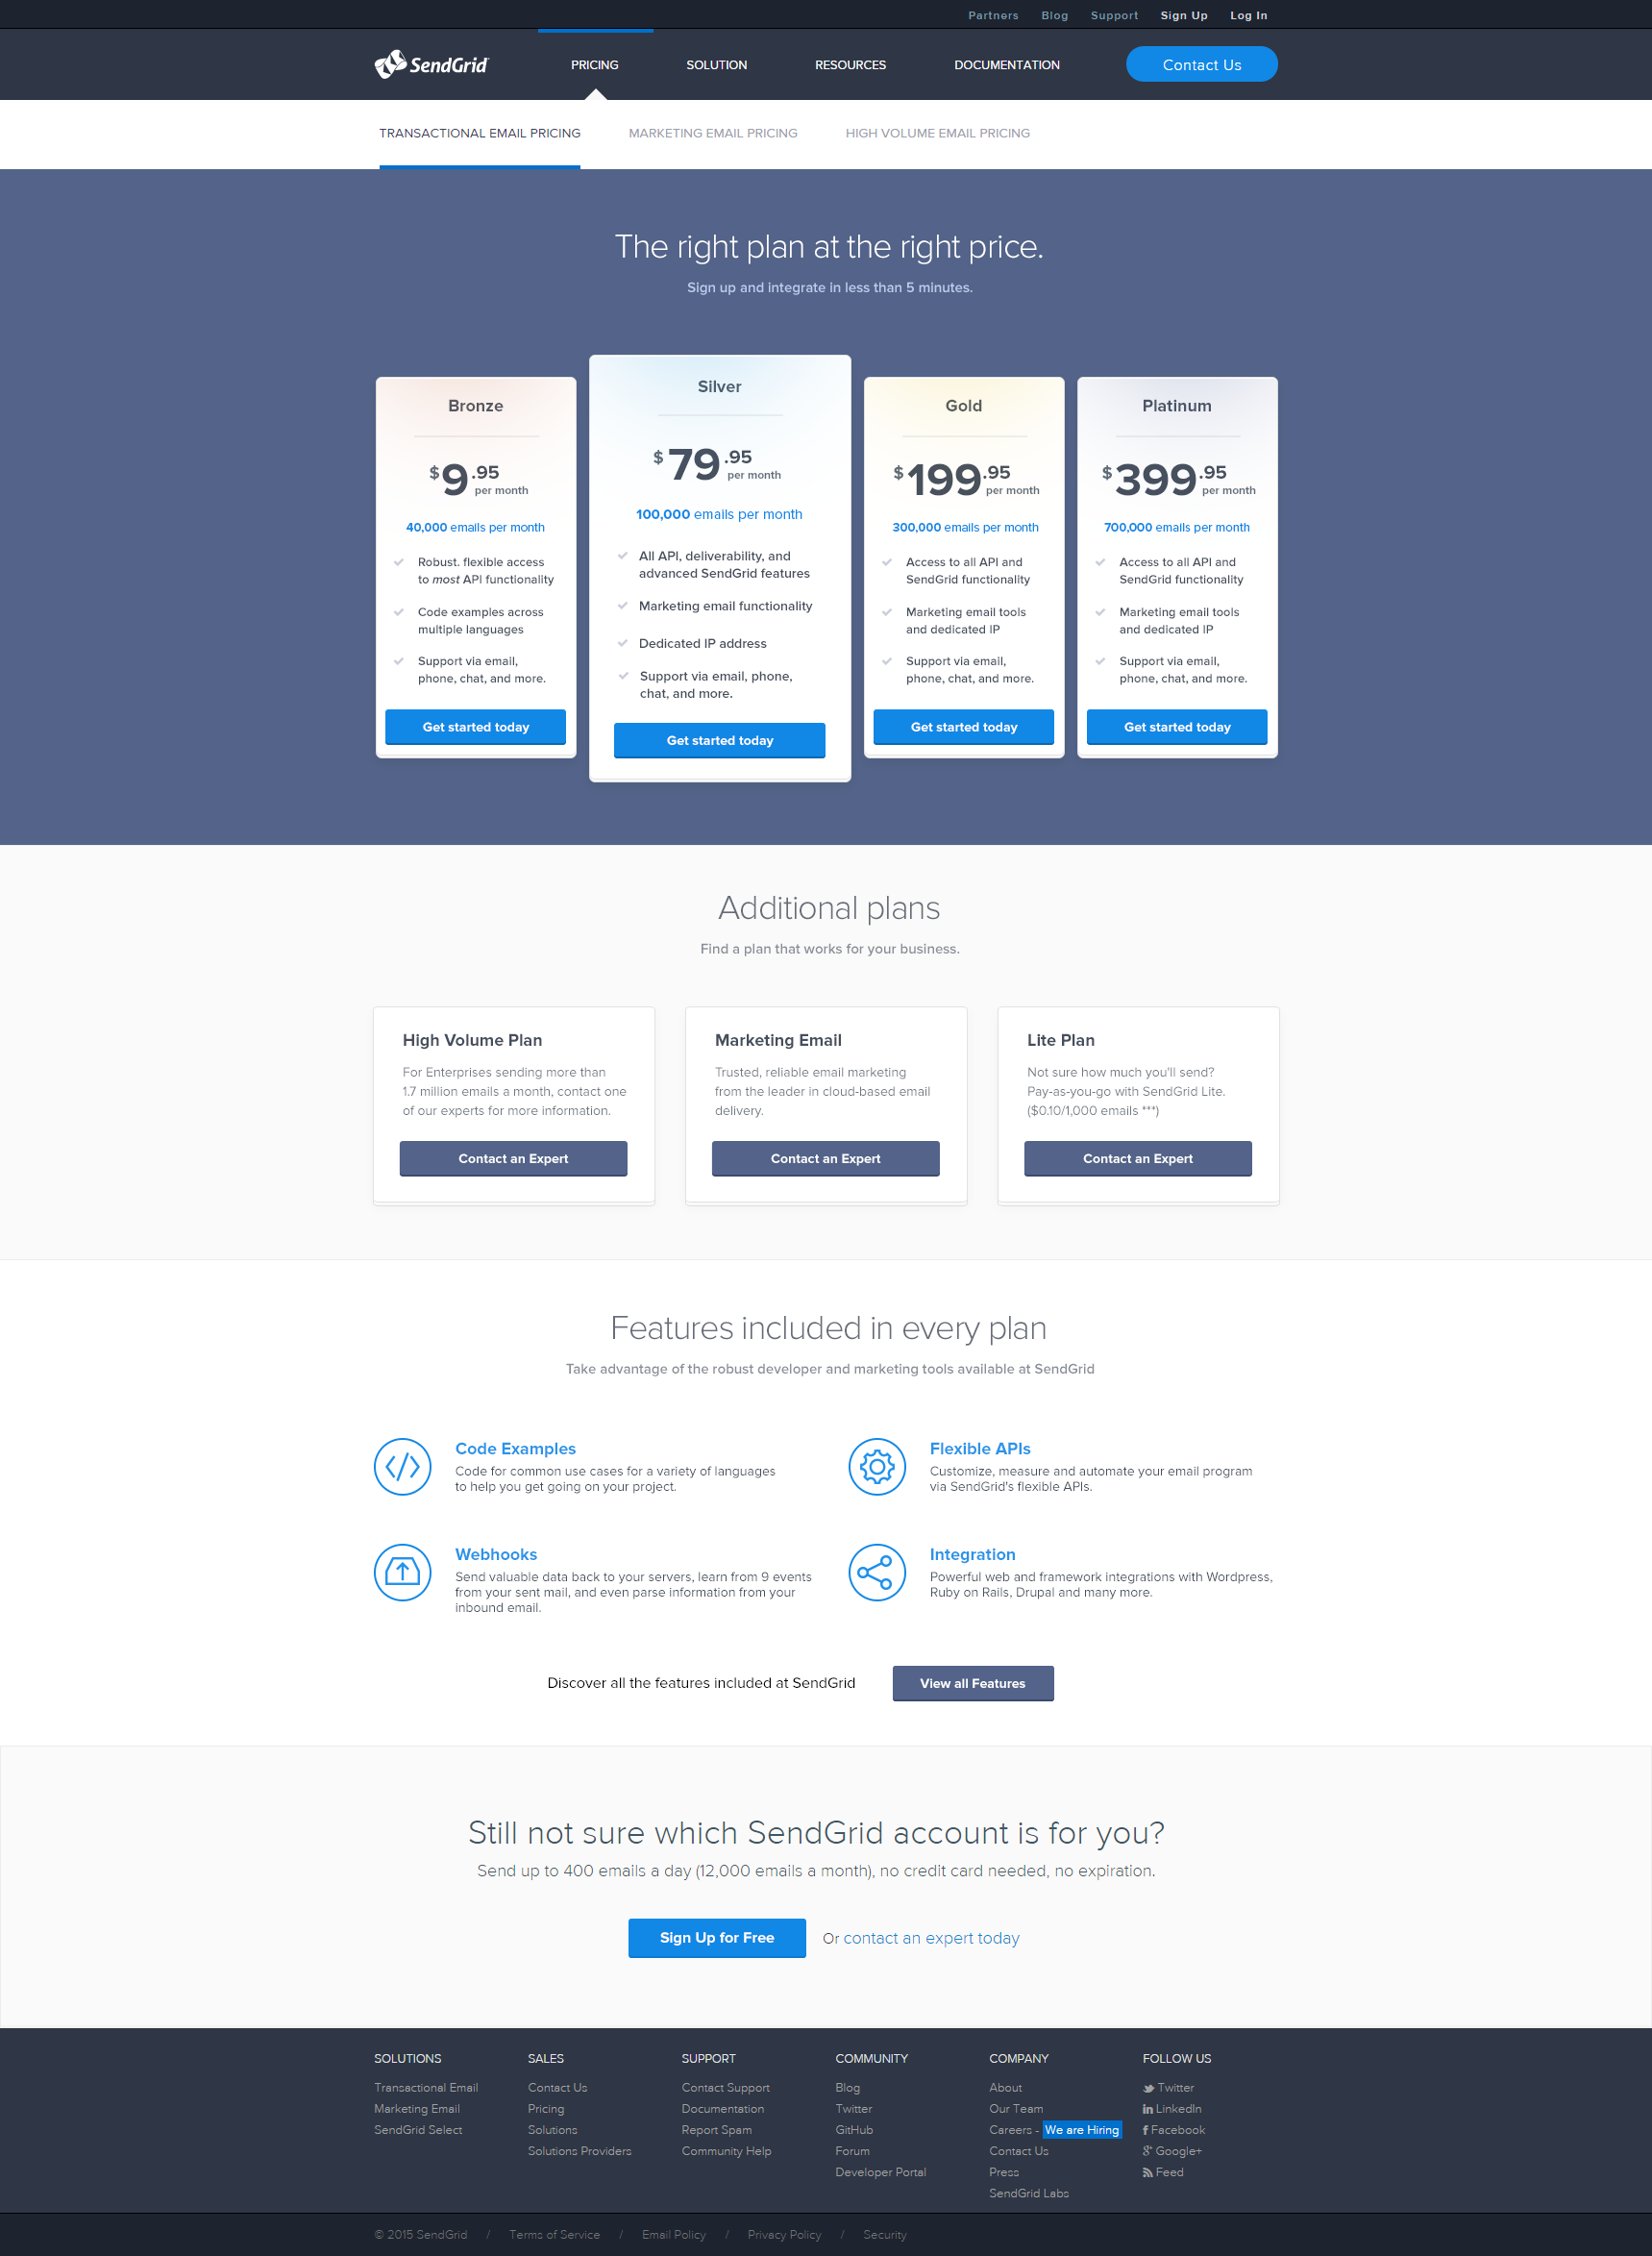 Partners Blog Support Sign Up Log In
SendGrid PRICING SOLUTION RESOURCES DOCUMENTATION Contact Us
TRANSACTIONAL EMAIL PRICING MARKETING EMAIL PRICING HIGH VOLUME EMAIL PRICING
The right plan at the right price.
Sign up and integrate in less than 5 minutes.
Bronze
$9.95
per month
40,000 emails per month
Robust. flexible access
to most API functionality
Code examples across
multiple languages
Support via email,
phone, chat, and more.
Get started today
Silver
$79.95
per month
100,000 emails per month
All API, deliverability, and
advanced SendGrid features
Marketing email functionality
Dedicated IP address
Support via email, phone,
chat, and more.
Get started today
Gold
$199.95
per month
300,000 emails per month
Access to all API and
SendGrid functionality
Marketing email tools
and dedicated IP
Support via email,
phone, chat, and more.
Get started today
Platinum
$399.95
per month
700,000 emails per month
Access to all API and
SendGrid functionality
Marketing email tools
and dedicated IP
Support via email,
phone, chat, and more.
Get started today
Additional plans
Find a plan that works for your business.
High Volume Plan
For Enterprises sending more than
1.7 million emails a month, contact one
of our experts for more information.
Contact an Expert
Marketing Email
Trusted, reliable email marketing
from the leader in cloud-based email
delivery.
Contact an Expert
Lite Plan
Not sure how much you'll send?
Pay-as-you-go with SendGrid Lite.
($0.10/1,000 emails ***)
Contact an Expert
Features included in every plan
Take advantage of the robust developer and marketing tools available at SendGrid
Code Examples
Code for common use cases for a variety of languages
to help you get going on your project.
Flexible APIs
Customize, measure and automate your email program
via SendGrid's flexible APIs.
Webhooks
Send valuable data back to your servers, learn from 9 events
from your sent mail, and even parse information from your
inbound email.
Integration
Powerful web and framework integrations with Wordpress,
Ruby on Rails, Drupal and many more.
Discover all the features included at SendGrid View all Features
Still not sure which SendGrid account is for you?
Send up to 400 emails a day (12,000 emails a month), no credit card needed, no expiration.
Sign Up for Free Or contact an expert today
SOLUTIONS
Transactional Email
Marketing Email
SendGrid Select
SALES
Contact Us
Pricing
Solutions
Solutions Providers
SUPPORT
Contact Support
Documentation
Report Spam
Community Help
COMMUNITY
Blog
Twitter
GitHub
Forum
Developer Portal
COMPANY
About
Our Team
Careers - We are Hiring
Contact Us
Press
SendGrid Labs
FOLLOW US
Twitter
LinkedIn
Facebook
Google+
Feed
© 2015 SendGrid / Terms of Service / Email Policy / Privacy Policy / Security